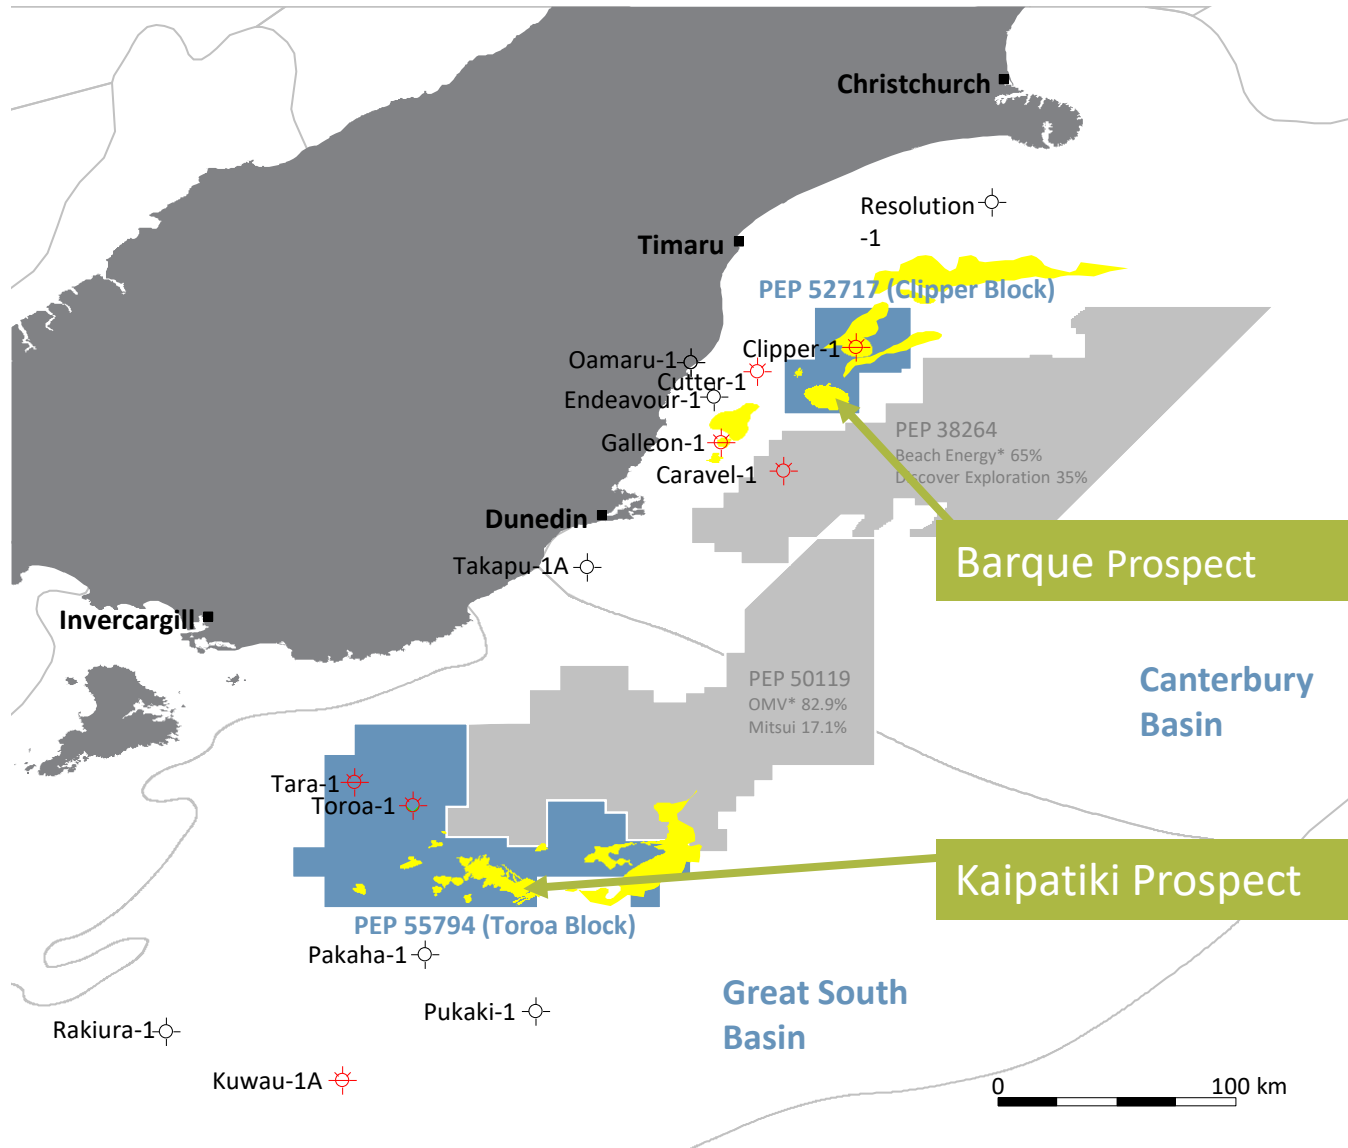 Christchurch
Resolution
-1
Timaru
PEP 52717 (Clipper Block)
Clipper-1
Oamaru-1
Cutter-1
Endeavour-1
Galleon-1
PEP 38264
Beach Energy* 65%
Discover Exploration 35%
Caravel-1
Dunedin
Barque Prospect
Takapu-1A
Invercargill
PEP 50119
OMV* 82.9%
Mitsui 17.1%
Canterbury
Basin
Tara-1
Toroa-1
Kaipatiki Prospect
PEP 55794 (Toroa Block)
Pakaha-1
Great South
Basin
Pukaki-1
Rakiura-1
Kuwau-1A
0 100 km